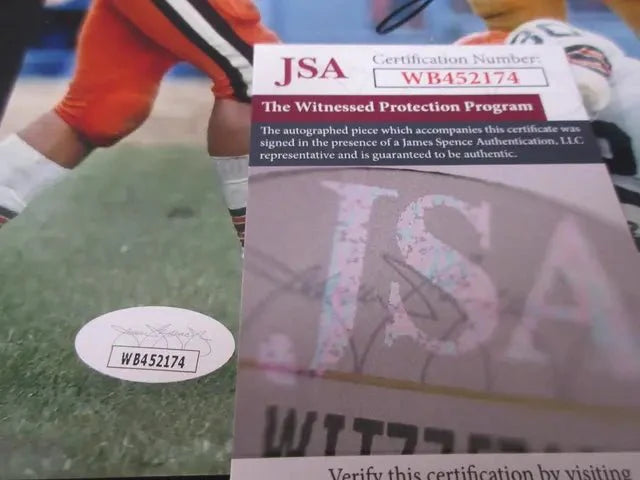 JSA
Certification Number:
WB452174
The Witnessed Protection Program
The autographed piece which accompanies this certificate was
signed in the presence of a James Spence Authentication, LLC
representative and is guaranteed to be authentic.
JSA
WB452174
Verify this certification by visiting